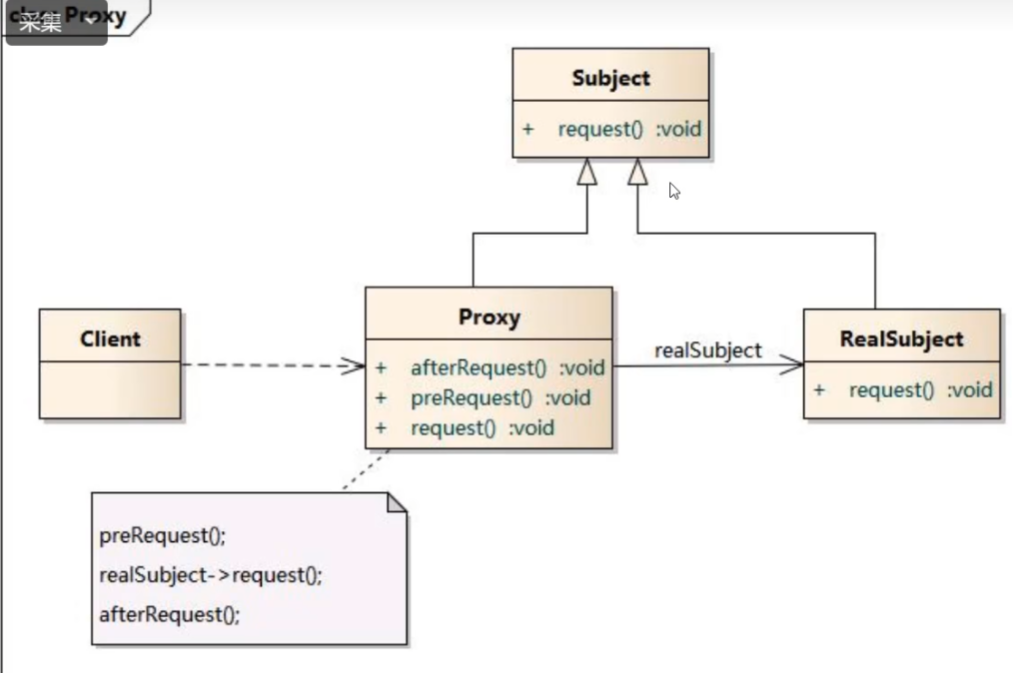 采集
Proxy
Subject
+ request() :void
Client
Proxy
+ afterRequest() :void
+ preRequest() :void
+ request() :void
realSubject
RealSubject
+ request() :void
preRequest();
realSubject->request();
afterRequest();